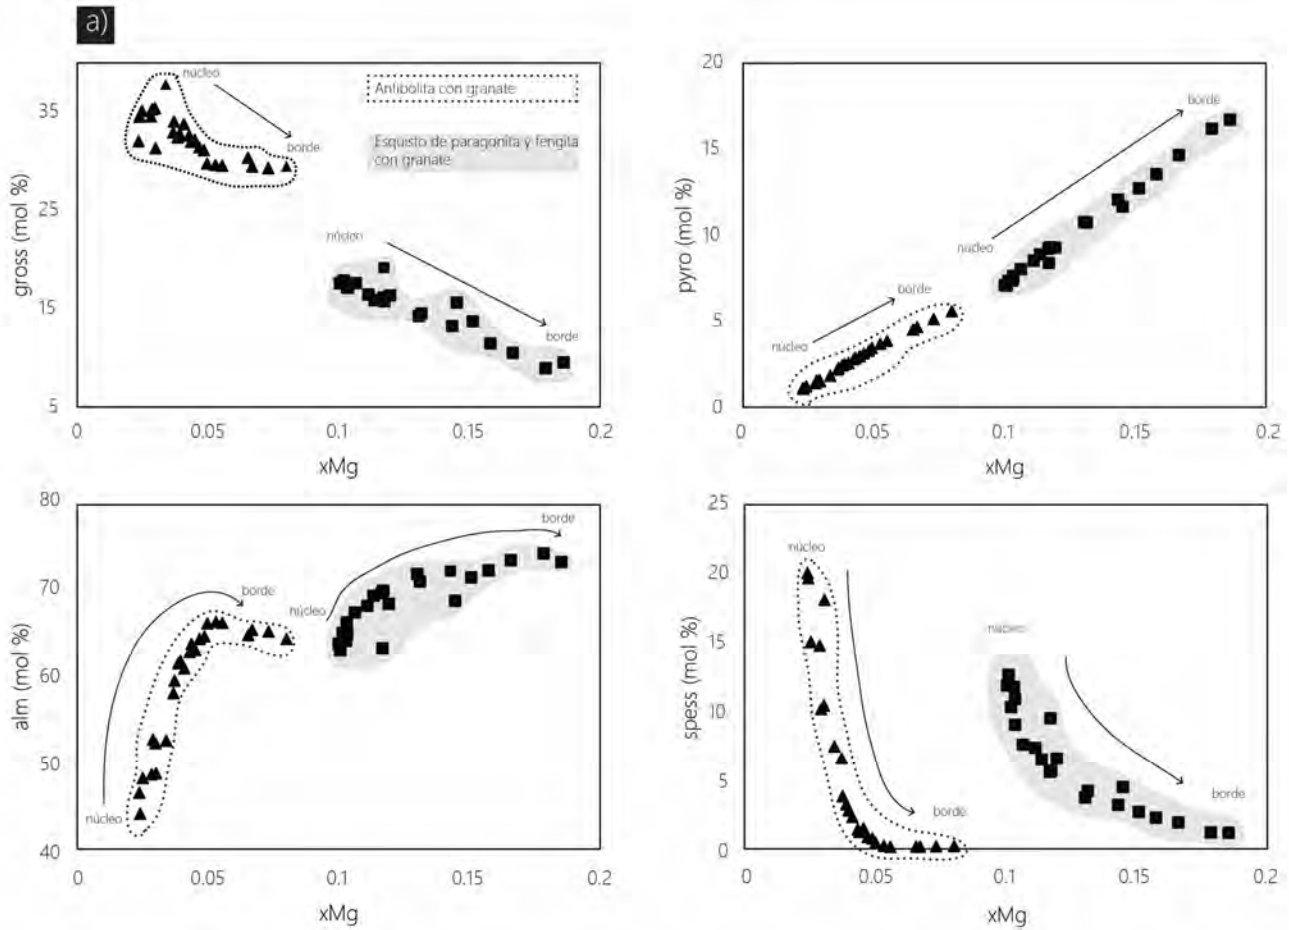 a)
gross (mol %)
35
25
15
5
núcleo
borde
Anfibolita con granate
Esquisto de paragonita y fengita
con granate
núcleo
borde
0
0.05
0.1
0.15
0.2
xMg
pyro (mol %)
20
15
10
5
0
borde
núcleo
borde
núcleo
0
0.05
0.1
0.15
0.2
xMg
alm (mol %)
80
70
60
50
40
borde
borde
núcleo
núcleo
0
0.05
0.1
0.15
0.2
xMg
spess (mol %)
25
20
15
10
5
0
núcleo
núcleo
borde
borde
0
0.05
0.1
0.15
0.2
xMg